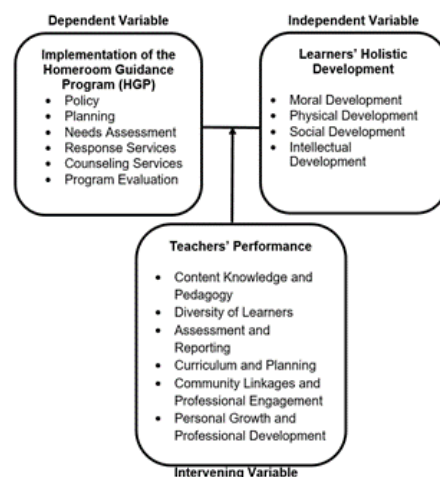 Dependent Variable
Implementation of the
Homeroom Guidance
Program (HGP)
• Policy
• Planning
• Needs Assessment
• Response Services
• Counseling Services
• Program Evaluation
Independent Variable
Learners' Holistic
Development
• Moral Development
• Physical Development
• Social Development
• Intellectual
Development
Teachers' Performance
• Content Knowledge and
Pedagogy
• Diversity of Learners
• Assessment and
Reporting
• Curriculum and Planning
• Community Linkages and
Professional Engagement
• Personal Growth and
Professional Development
Intervening Variable